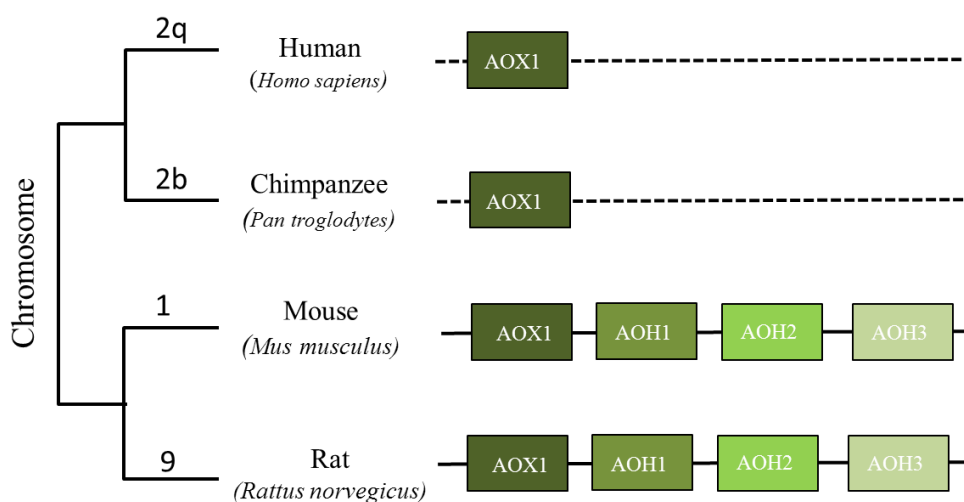 Chromosome
2q
Human
(Homo sapiens)
AOX1
2b
Chimpanzee
(Pan troglodytes)
AOX1
1
Mouse
(Mus musculus)
AOX1 AOH1 AOH2 AOH3
9
Rat
(Rattus norvegicus)
AOX1 AOH1 AOH2 AOH3